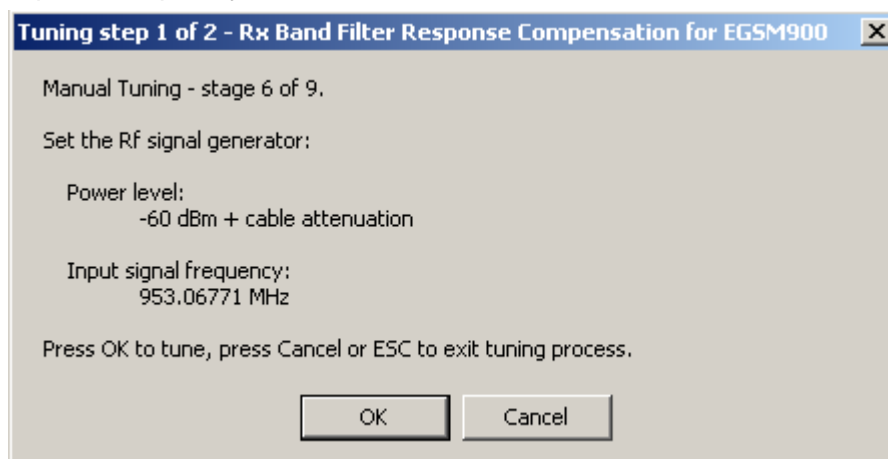 Tuning step 1 of 2 - Rx Band Filter Response Compensation for EGSM900
Manual Tuning - stage 6 of 9.
Set the Rf signal generator:
Power level:
-60 dBm + cable attenuation
Input signal frequency:
953.06771 MHz
Press OK to tune, press Cancel or ESC to exit tuning process.
OK Cancel